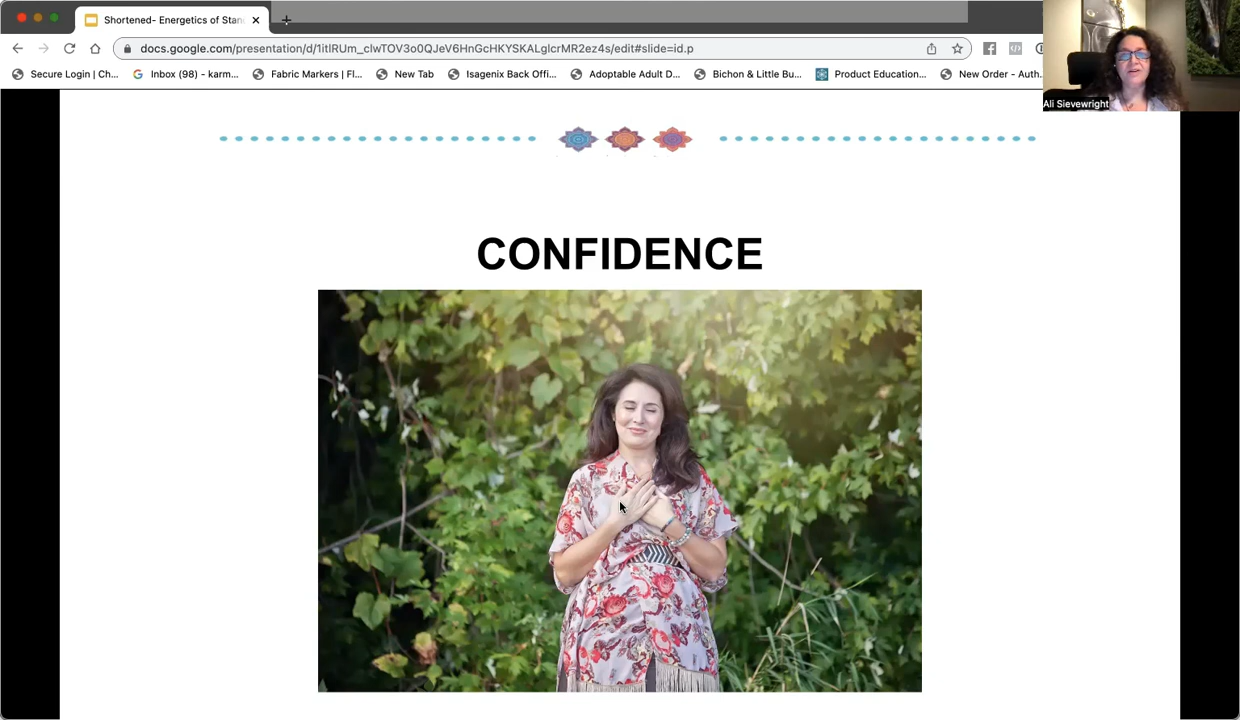 Shortened- Energetics of Stan
docs.google.com/presentation/d/1itIRUm_clwTOV3o0QJeV6HnGcHKYSKALglcrMR2ez4s/edit#slide=id.p
Secure Login | Ch... Inbox (98) - karm... Fabric Markers | Fl... New Tab Isagenix Back Offi... Adoptable Adult D... Bichon & Little Bu... Product Education... New Order - Auth...
Ali Sievewright
CONFIDENCE